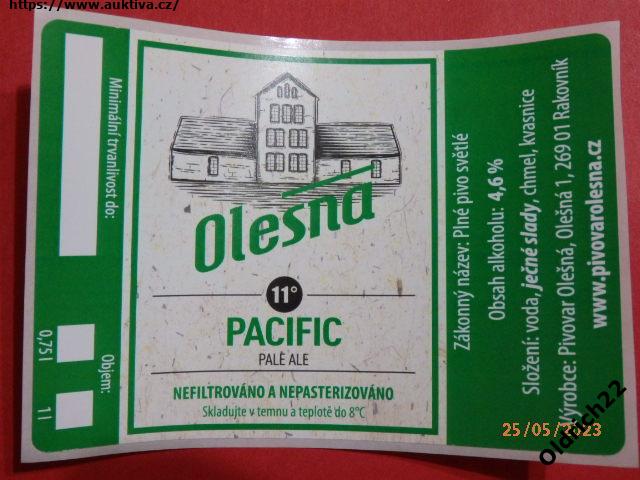 https://www.auktiva.cz/
Minimální trvanlivost do:
Objem:
0,75 l
1 l
Olešná
11°
PACIFIC
PALE ALE
NEFILTROVÁNO A NEPASTERIZOVÁNO
Skladujte v temnu a teplotě do 8°C
Zákonný název: Plné pivo světlé
Obsah alkoholu: 4,6 %
Složení: voda, ječné slady, chmel, kvasnice
Výrobce: Pivovar Olešná, Olešná 1, 269 01 Rakovník
www.pivovarolesna.cz
25/05/2023
Oldrich22